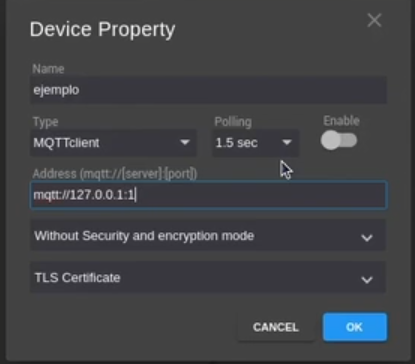 Device Property
Name
ejemplo
Type
Polling
Enable
MQTTclient
1.5 sec
Address (mqtt://[server]:[port])
mqtt://127.0.0.1:1
Without Security and encryption mode
TLS Certificate
CANCEL
OK